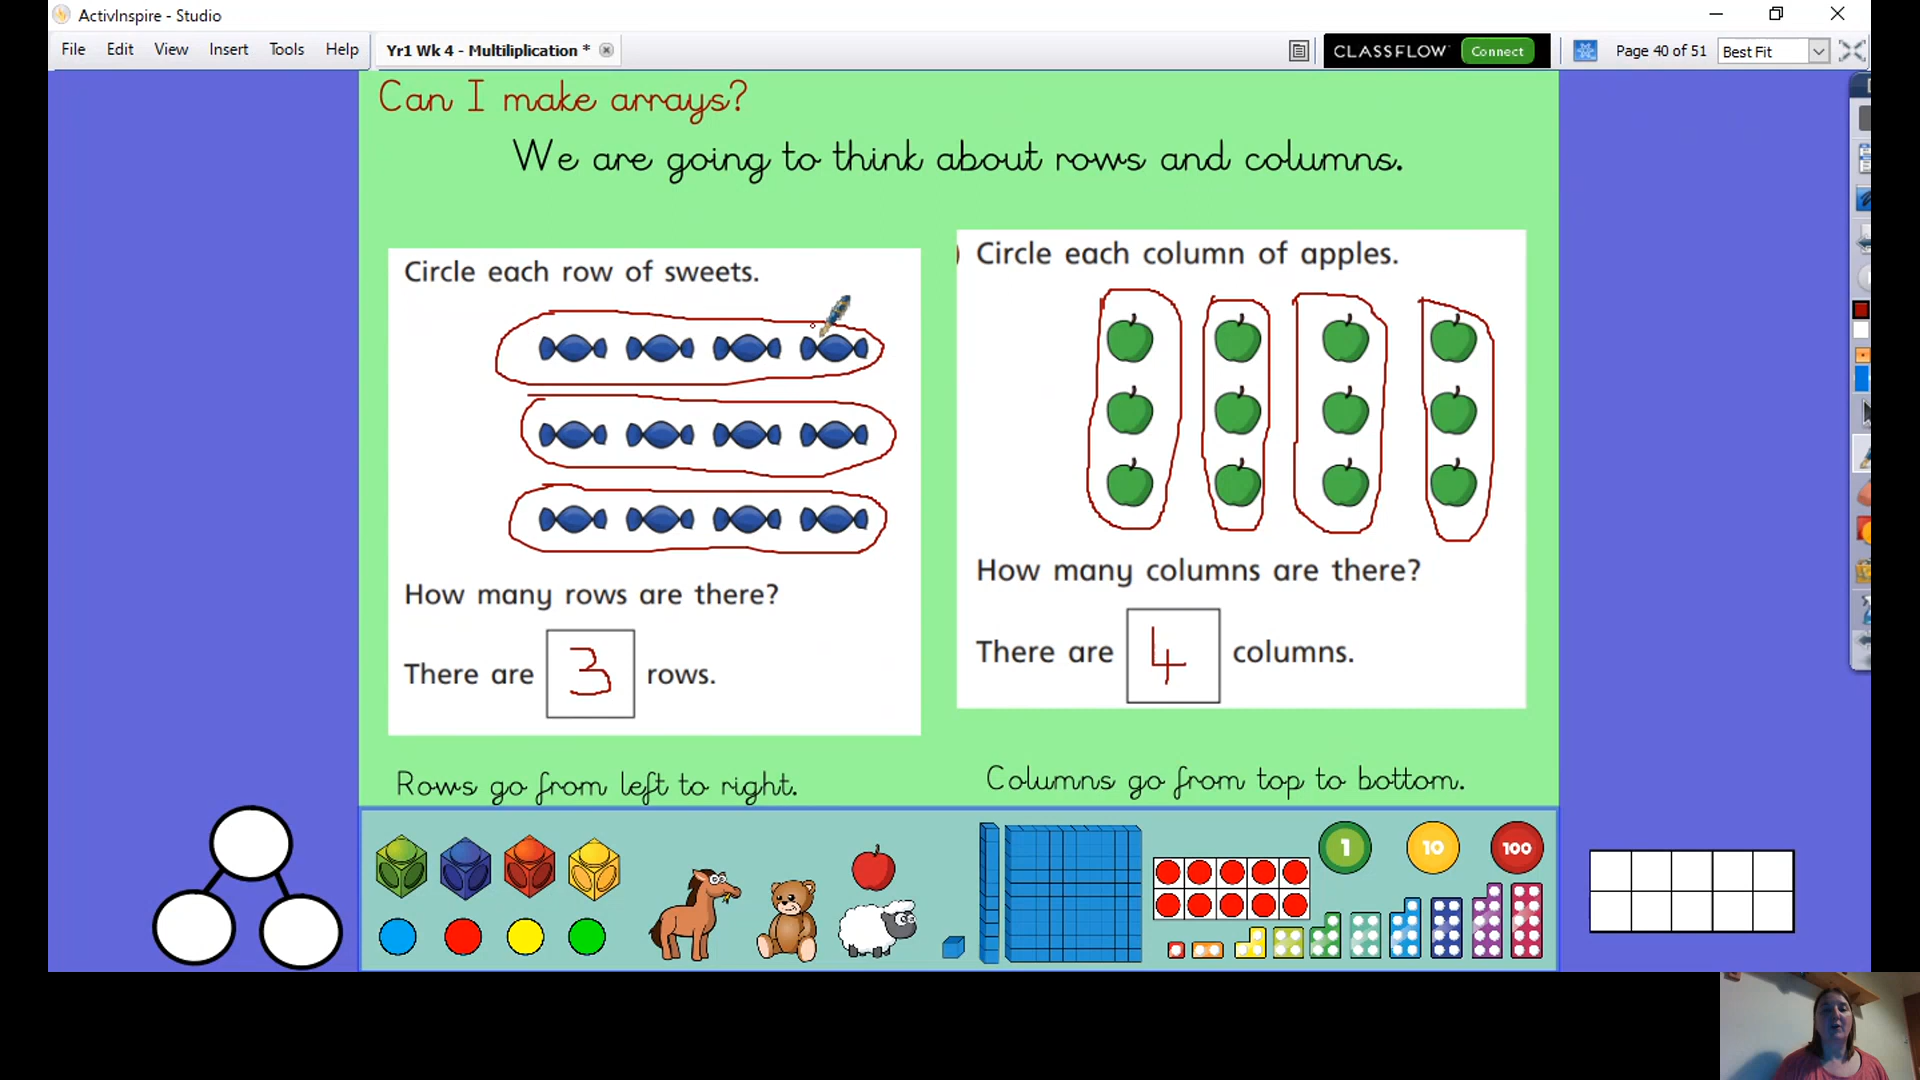 ActivInspire - Studio
File Edit View Insert Tools Help
Yr1 Wk 4 - Multiliplication *
CLASSFLOW Connect
Page 40 of 51
Best Fit
Can I make arrays?
We are going to think about rows and columns.
Circle each row of sweets.
How many rows are there?
There are 3 rows.
) Circle each column of apples.
How many columns are there?
There are 4 columns.
Rows go from left to right.
Columns go from top to bottom.
1 10 100